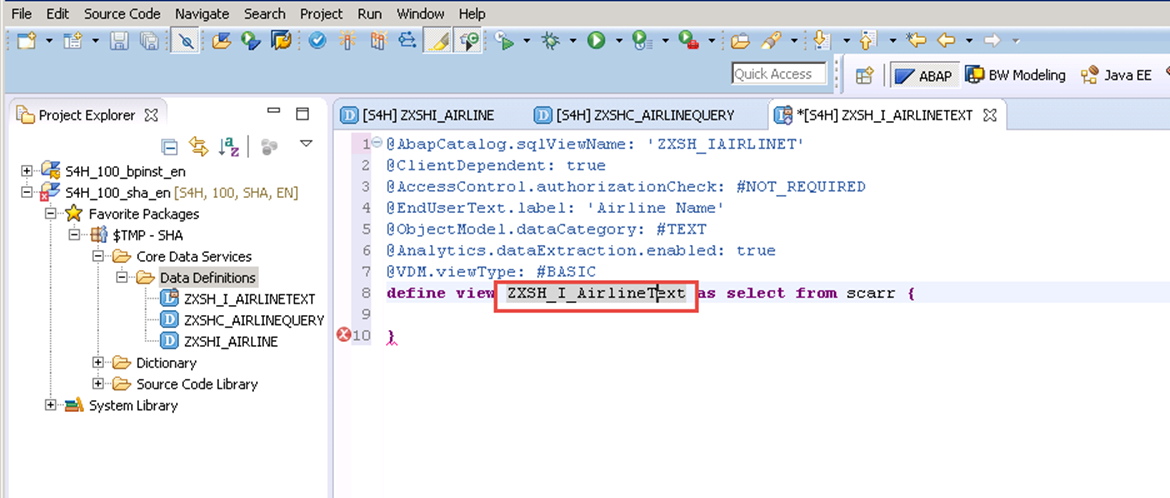 File Edit Source Code Navigate Search Project Run Window Help
Quick Access
ABAP
BW Modeling
Java EE
Project Explorer
S4H_100_bpinst_en
S4H_100_sha_en [S4H, 100, SHA, EN]
Favorite Packages
$TMP - SHA
Core Data Services
Data Definitions
ZXSH_I_AIRLINETEXT
ZXSHC_AIRLINEQUERY
ZXSHI_AIRLINE
Dictionary
Source Code Library
System Library
[S4H] ZXSHI_AIRLINE
[S4H] ZXSHC_AIRLINEQUERY
*[S4H] ZXSH_I_AIRLINETEXT
1 @AbapCatalog.sqlViewName: 'ZXSH_IAIRLINET'
2 @ClientDependent: true
3 @AccessControl.authorizationCheck: #NOT_REQUIRED
4 @EndUserText.label: 'Airline Name'
5 @ObjectModel.dataCategory: #TEXT
6 @Analytics.dataExtraction.enabled: true
7 @VDM.viewType: #BASIC
8 define view ZXSH_I_AirlineText as select from scarr {
9
10 }